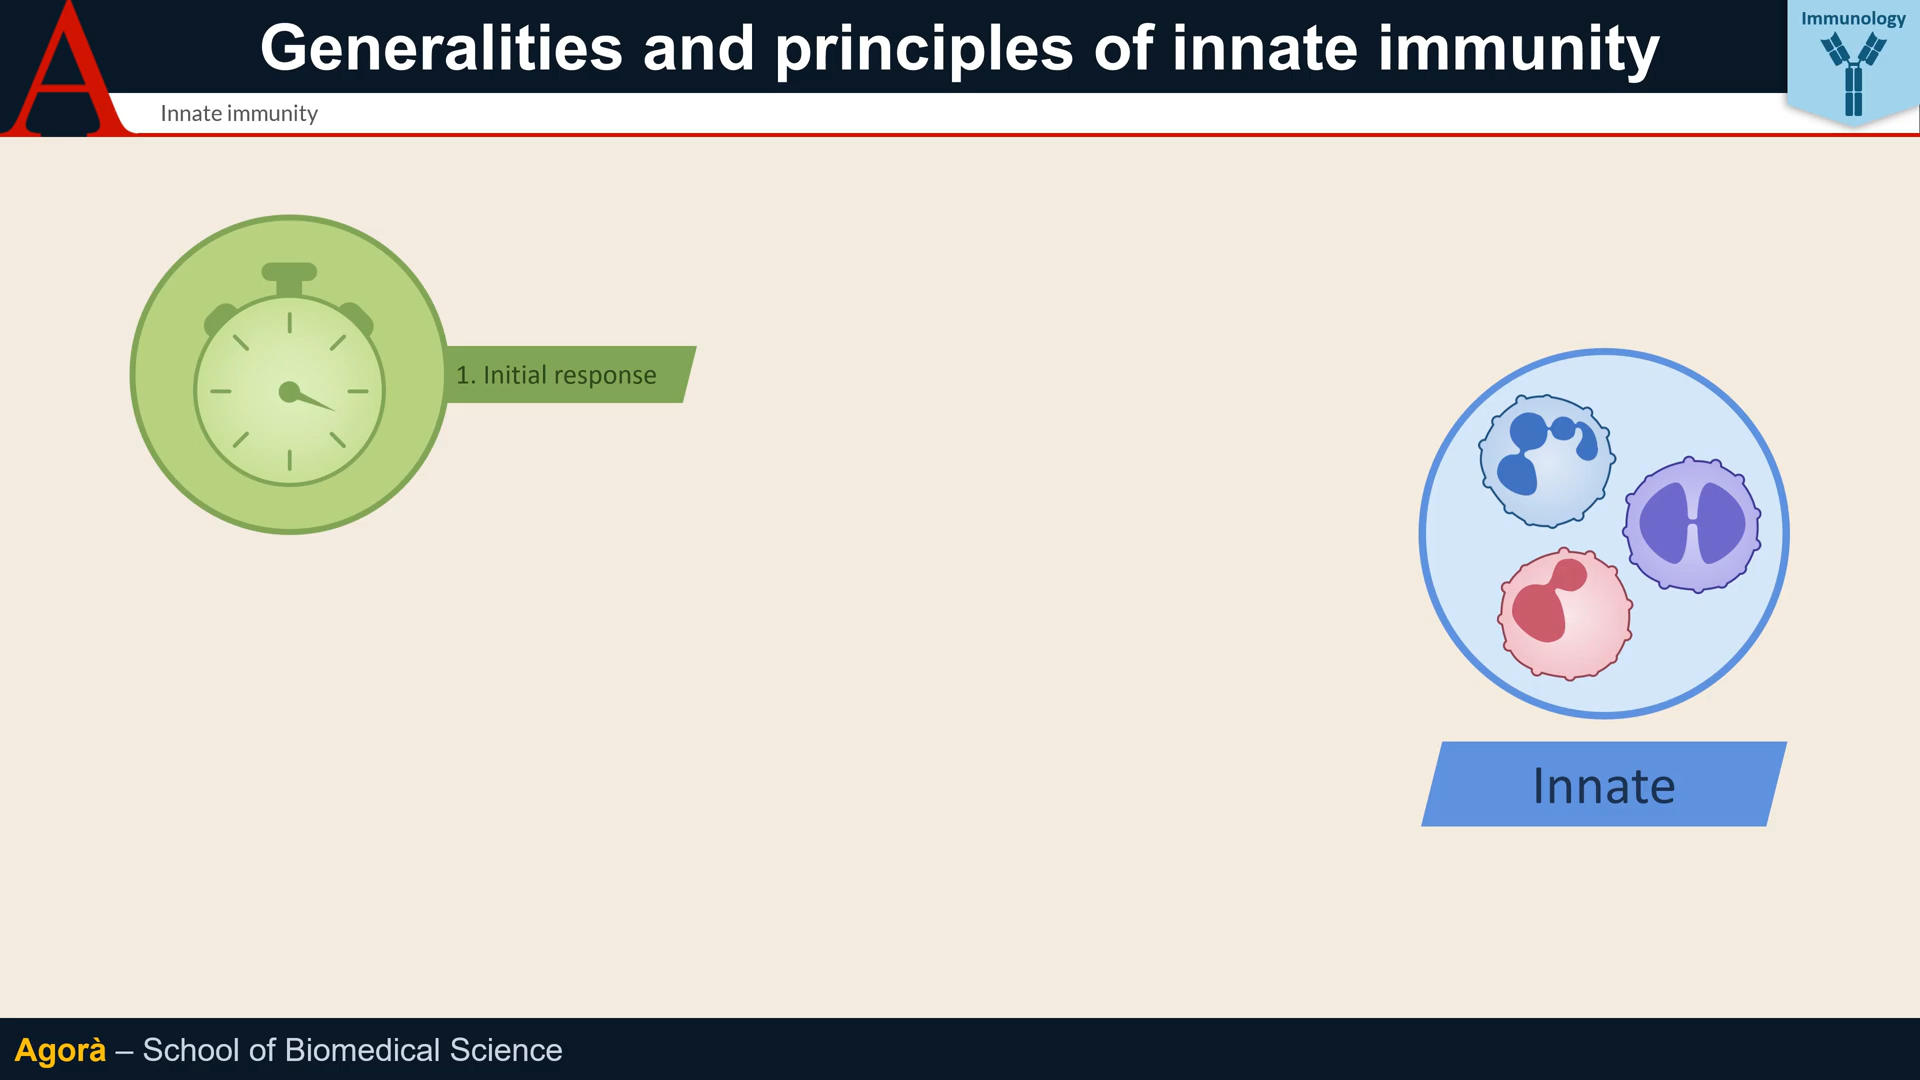 Generalities and principles of innate immunity
Immunology
A
Innate immunity
1. Initial response
Innate
Agorà – School of Biomedical Science